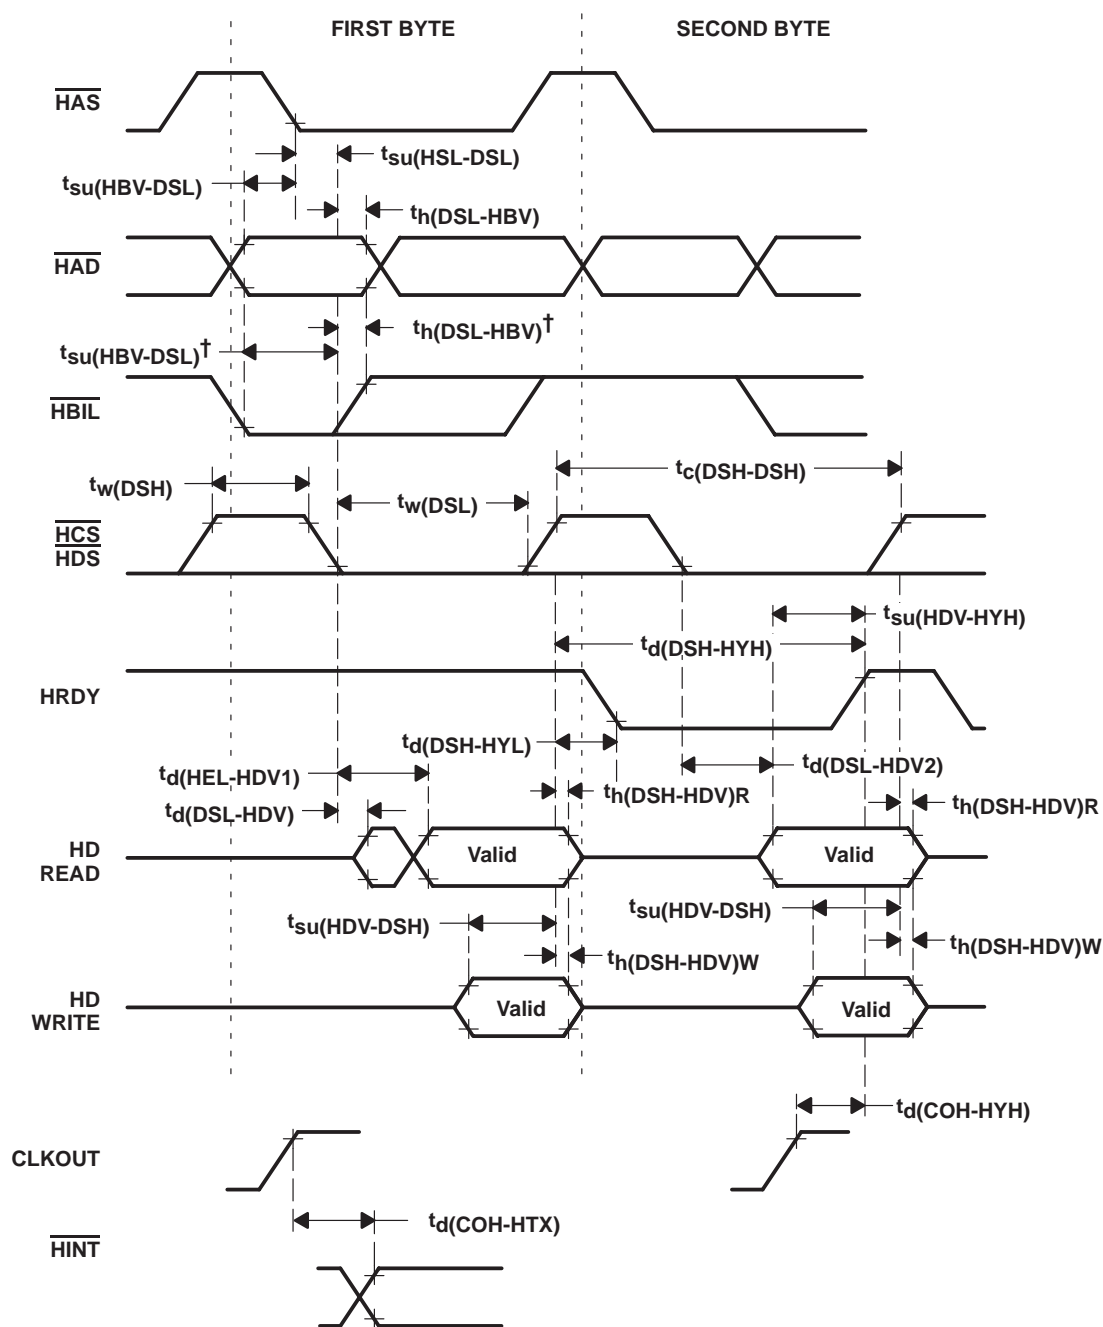 FIRST BYTE SECOND BYTE
HAS
tsu(HSL-DSL)
tsu(HBV-DSL)
th(DSL-HBV)
HAD
th(DSL-HBV)†
tsu(HBV-DSL)†
HBIL
tc(DSH-DSH)
tw(DSH)
tw(DSL)
HCS
HDS
tsu(HDV-HYH)
td(DSH-HYH)
HRDY
td(DSH-HYL)
td(HEL-HDV1)
td(DSL-HDV2)
th(DSH-HDV)R
th(DSH-HDV)R
td(DSL-HDV)
HD
READ
Valid Valid
tsu(HDV-DSH)
tsu(HDV-DSH)
th(DSH-HDV)W
th(DSH-HDV)W
HD
WRITE
Valid Valid
td(COH-HYH)
CLKOUT
td(COH-HTX)
HINT